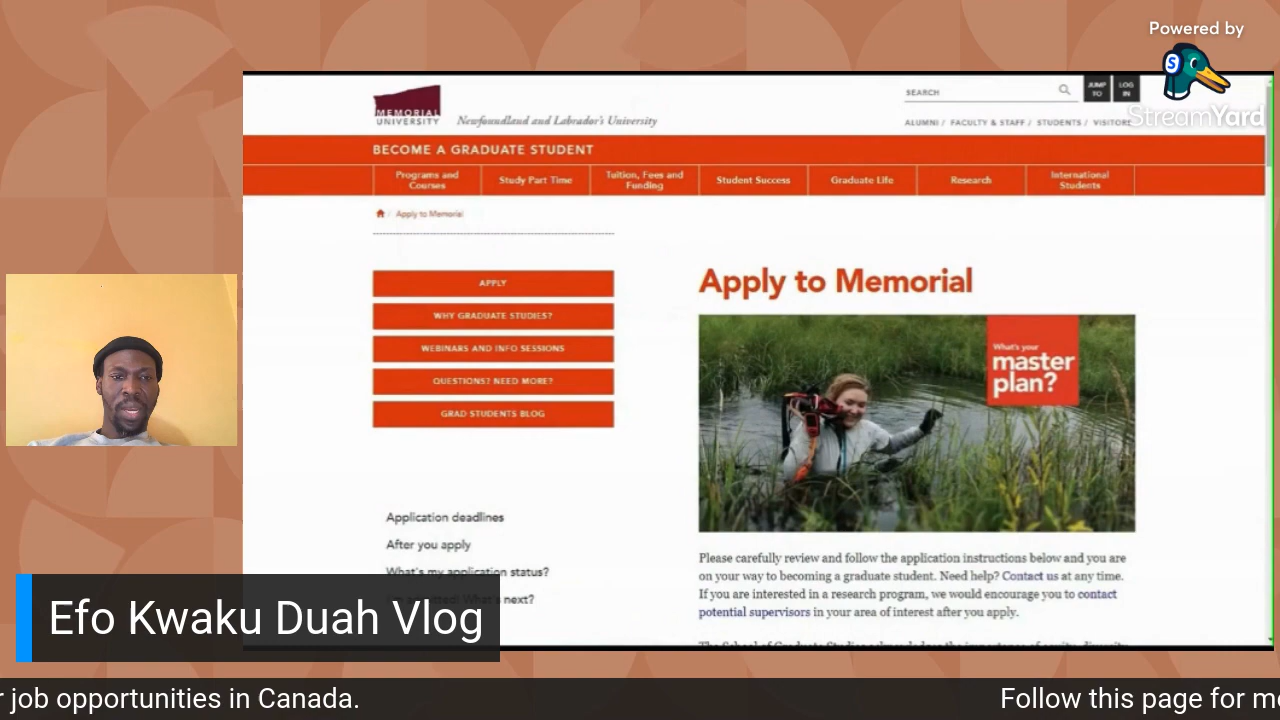 Powered by
S
StreamYard
MEMORIAL
UNIVERSITY
Newfoundland and Labrador's University
SEARCH
JUMP
TO
LOG
IN
ALUMNI / FACULTY & STAFF / STUDENTS / VISITORS
BECOME A GRADUATE STUDENT
Programs and
Courses
Study Part Time
Tuition, Fees and
Funding
Student Success
Graduate Life
Research
International
Students
/ Apply to Memorial
APPLY
WHY GRADUATE STUDIES?
WEBINARS AND INFO SESSIONS
QUESTIONS? NEED MORE?
GRAD STUDENTS BLOG
Application deadlines
After you apply
What's my application status?
next?
Apply to Memorial
What's your
master
plan?
Please carefully review and follow the application instructions below and you are
on your way to becoming a graduate student. Need help? Contact us at any time.
If you are interested in a research program, we would encourage you to contact
potential supervisors in your area of interest after you apply.
Efo Kwaku Duah Vlog
r job opportunities in Canada.
Follow this page for m